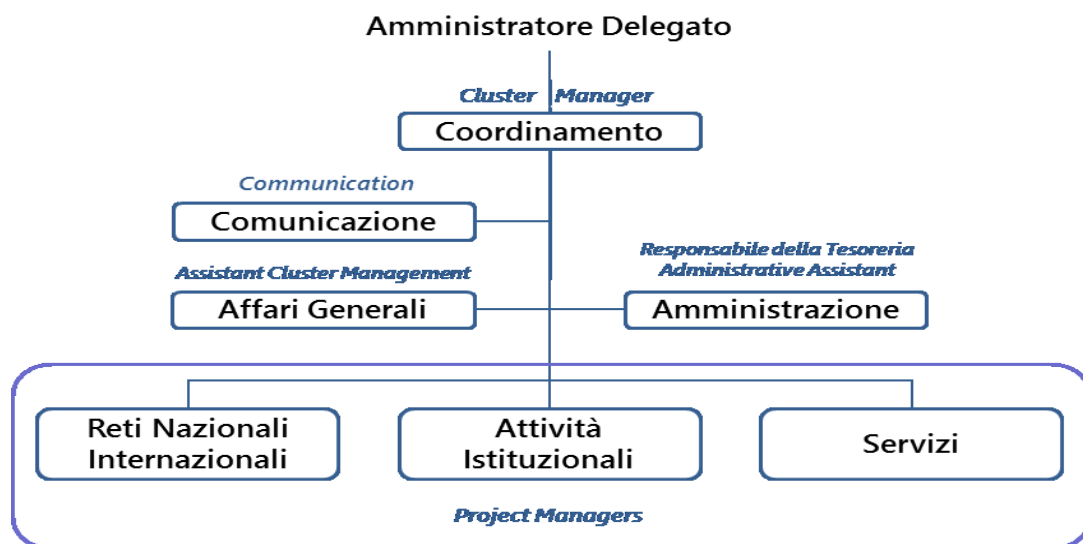 Amministratore Delegato
Cluster Manager
Coordinamento
Communication
Comunicazione
Assistant Cluster Management
Affari Generali
Responsabile della Tesoreria
Administrative Assistant
Amministrazione
Reti Nazionali
Internazionali
Attività
Istituzionali
Servizi
Project Managers